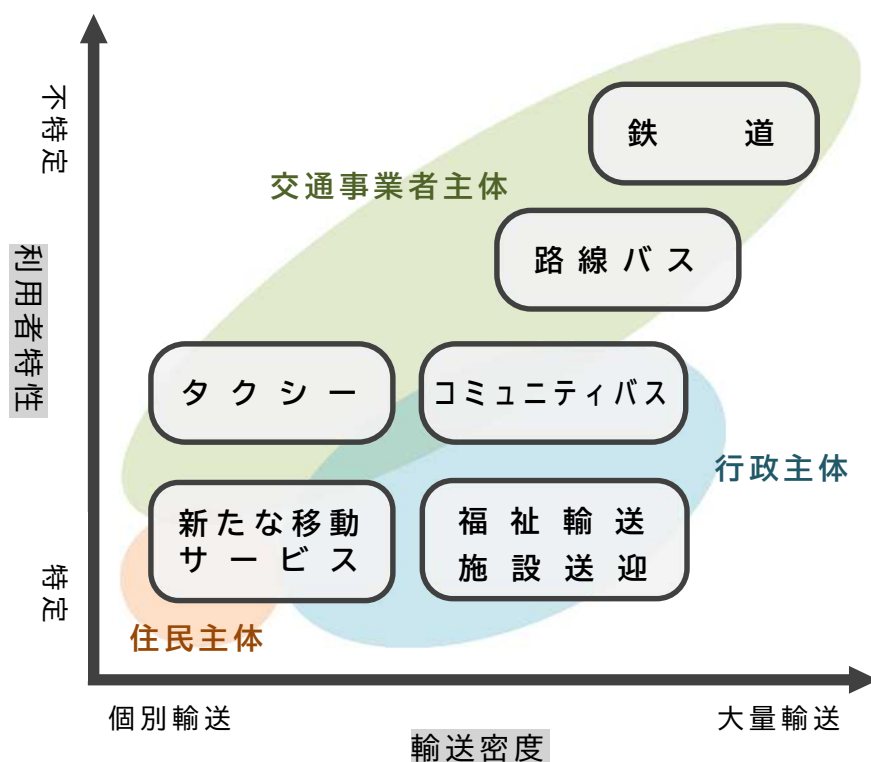 不特定
鉄道
交通事業者主体
路線バス
利用者特性
タクシー
コミュニティバス
行政主体
新たな移動
サービス
福祉輸送
施設送迎
特定
住民主体
個別輸送
大量輸送
輸送密度